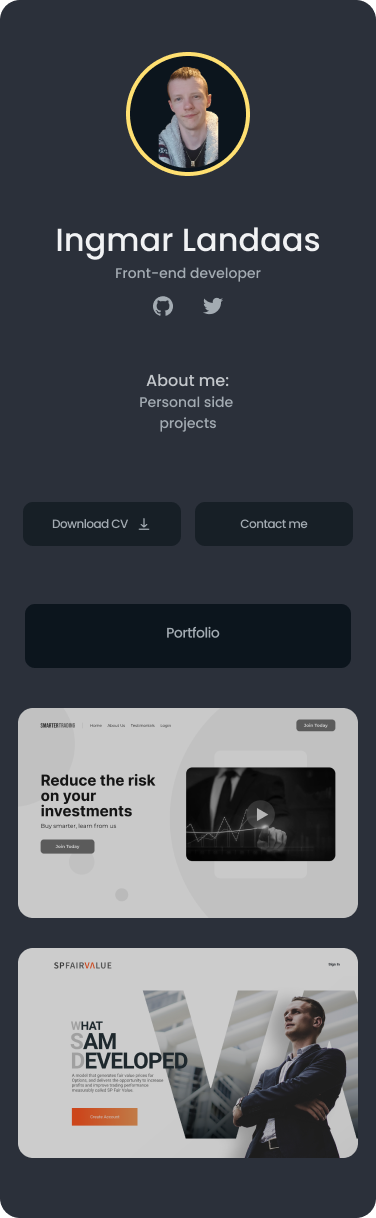 Ingmar Landaas
Front-end developer
About me:
Personal side
projects
Download CV
Contact me
Portfolio
SMARTERTRADING Home About Us Testimonials Login Join Today
Reduce the risk
on your
investments
Buy smarter, learn from us
Join Today
SPFAIRVALUE Sign In
WHAT
SAM
DEVELOPED
A model that generates fair value prices for
Options, and delivers the opportunity to increase
profits and improve trading performance
measurably called SP Fair Value.
Create Account